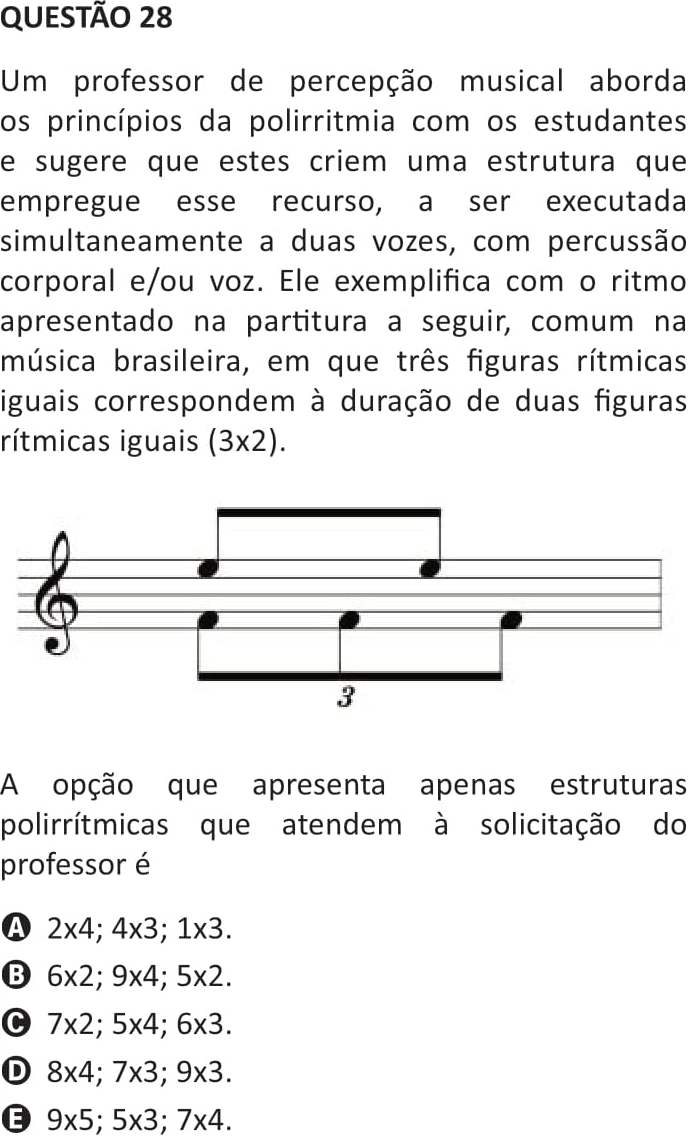 QUESTÃO 28
Um professor de percepção musical aborda
os princípios da polirritmia com os estudantes
e sugere que estes criem uma estrutura que
empregue esse recurso, a ser executada
simultaneamente a duas vozes, com percussão
corporal e/ou voz. Ele exemplifica com o ritmo
apresentado na partitura a seguir, comum na
música brasileira, em que três figuras rítmicas
iguais correspondem à duração de duas figuras
rítmicas iguais (3x2).
3
A opção que apresenta apenas estruturas
polirrítmicas que atendem à solicitação do
professor é
A 2x4; 4x3; 1x3.
B 6x2; 9x4; 5x2.
C 7x2; 5x4; 6x3.
D 8x4; 7x3; 9x3.
E 9x5; 5x3; 7x4.